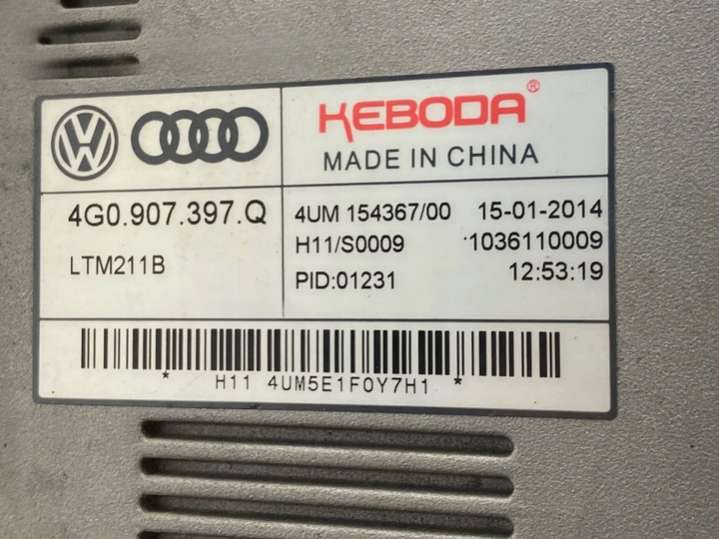 KEBODA®
MADE IN CHINA
4G0.907.397.Q
LTM211B
4UM 154367/00 15-01-2014
H11/S0009 1036110009
PID:01231 12:53:19
* H11 4UM5E1F0Y7H1 *